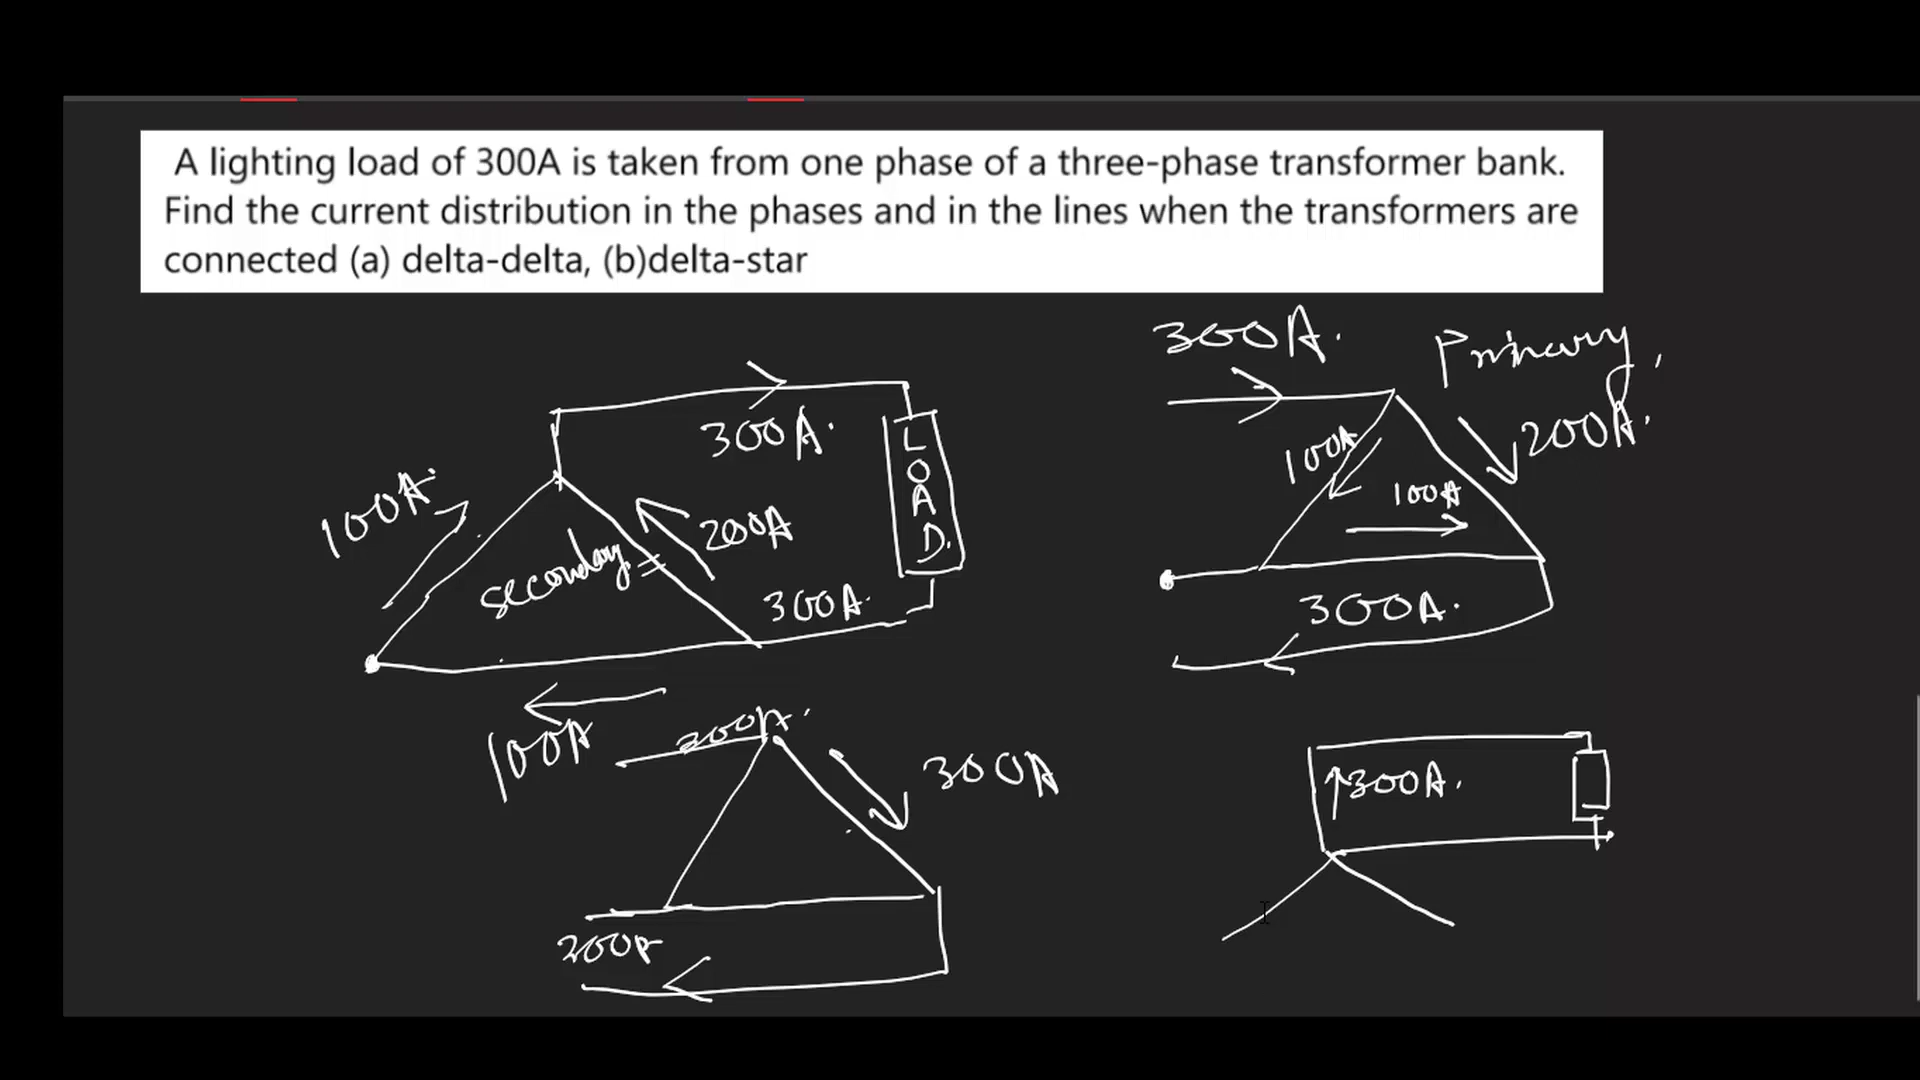 A lighting load of 300A is taken from one phase of a three-phase transformer bank.
Find the current distribution in the phases and in the lines when the transformers are
connected (a) delta-delta, (b)delta-star
300A.
Primary,
300A.
200A.
LOAD.
100A
100A
200A
100A
secondary
300A.
300A.
100A
300A.
300A
↑300A.
200A